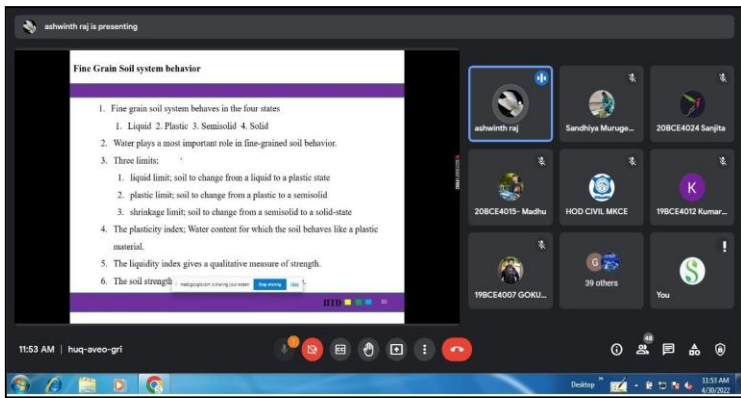 ashwinth raj is presenting
Fine Grain Soil system behavior
1. Fine grain soil system behaves in the four states
1. Liquid 2. Plastic 3. Semisolid 4. Solid
2. Water plays a most important role in fine-grained soil behavior.
3. Three limits;
1. liquid limit; soil to change from a liquid to a plastic state
2. plastic limit; soil to change from a plastic to a semisolid
3. shrinkage limit; soil to change from a semisolid to a solid-state
4. The plasticity index; Water content for which the soil behaves like a plastic
material.
5. The liquidity index gives a qualitative measure of strength.
6. The soil strength
meet.google.com is sharing your screen. Stop sharing Hide
ashwinth raj
Sandhiya Muruge...
20BCE4024 Sanjita
20BCE4015- Madhu
HOD CIVIL MKCE
K
19BCE4012 Kumar...
19BCE4007 GOKU...
G
39 others
S
You
11:53 AM | huq-aveo-gri
48
Desktop
11:53 AM
4/30/2022